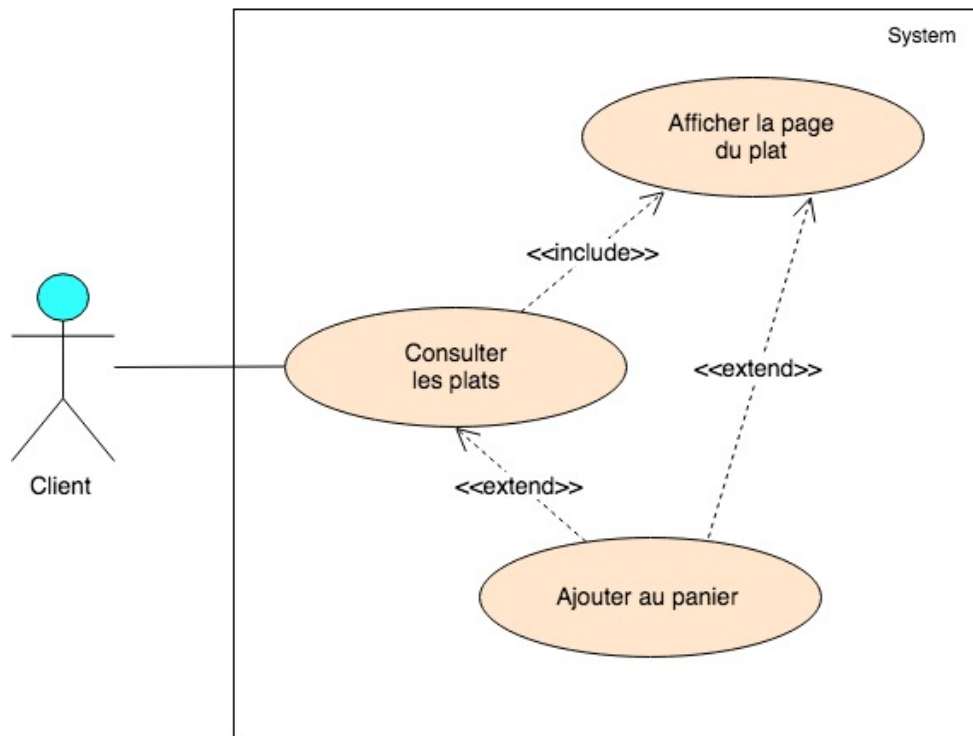 System
Afficher la page
du plat
<<include>>
Consulter
les plats
<<extend>>
Client
<<extend>>
Ajouter au panier